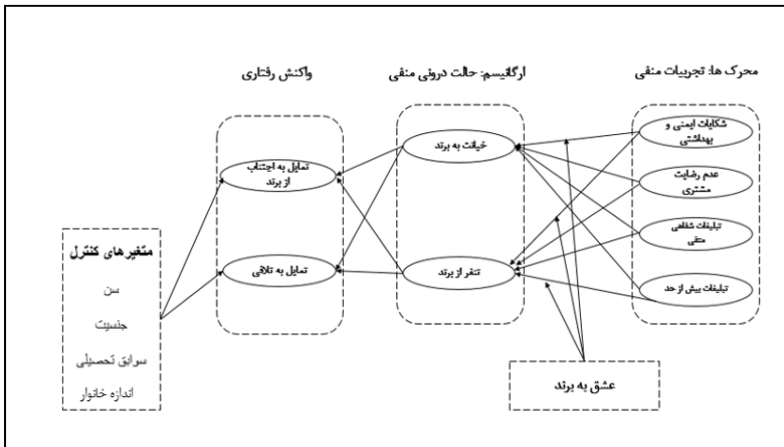 محرک ها: تجربیات منفی
ارگانیسم: حالت درونی منفی
واکنش رفتاری
شکایات ایمنی و
بهداشتی
عدم رضایت
مشتری
تبلیغات شفاهی
منفی
تبلیغات بیش از حد
خیانت به برند
تنفر از برند
تمایل به اجتناب
از برند
تمایل به تلافی
متغیرهای کنترل
سن
جنسیت
سوابق تحصیلی
اندازه خانوار
عشق به برند